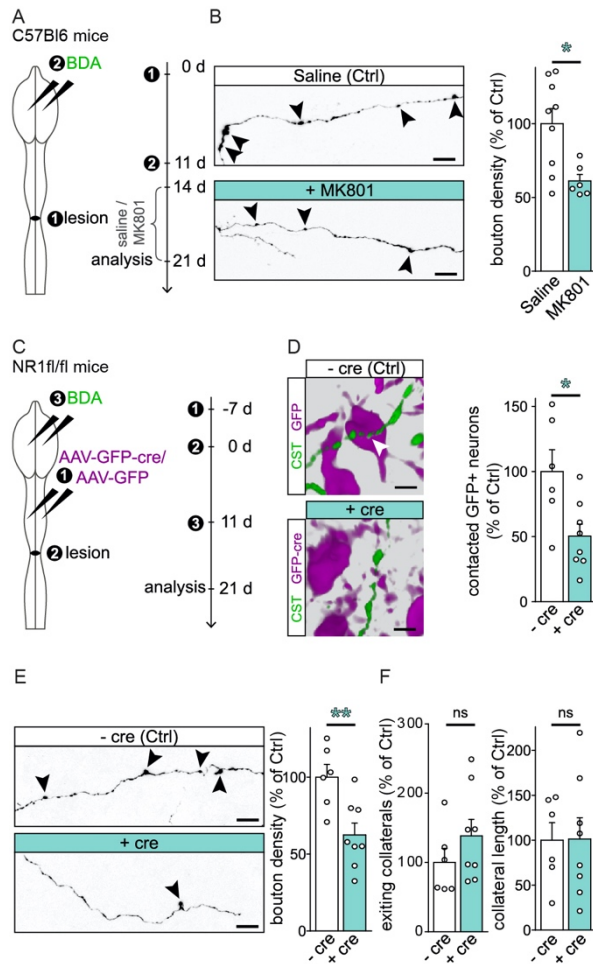 A
C57Bl6 mice
2 BDA
1 lesion
1
0 d
2
11 d
14 d
saline /
MK801
analysis
21 d
B
Saline (Ctrl)
+ MK801
bouton density (% of Ctrl)
100
50
0
*
Saline
MK801
C
NR1fl/fl mice
3 BDA
AAV-GFP-cre/
1 AAV-GFP
2 lesion
1
-7 d
2
0 d
3
11 d
analysis
21 d
D
- cre (Ctrl)
CST GFP
+ cre
CST GFP-cre
contacted GFP+ neurons
(% of Ctrl)
150
100
50
0
*
- cre
+ cre
E
- cre (Ctrl)
+ cre
bouton density (% of Ctrl)
100
50
0
**
- cre
+ cre
F
exiting collaterals (% of Ctrl)
300
200
100
0
ns
- cre
+ cre
collateral length (% of Ctrl)
200
150
100
50
0
ns
- cre
+ cre